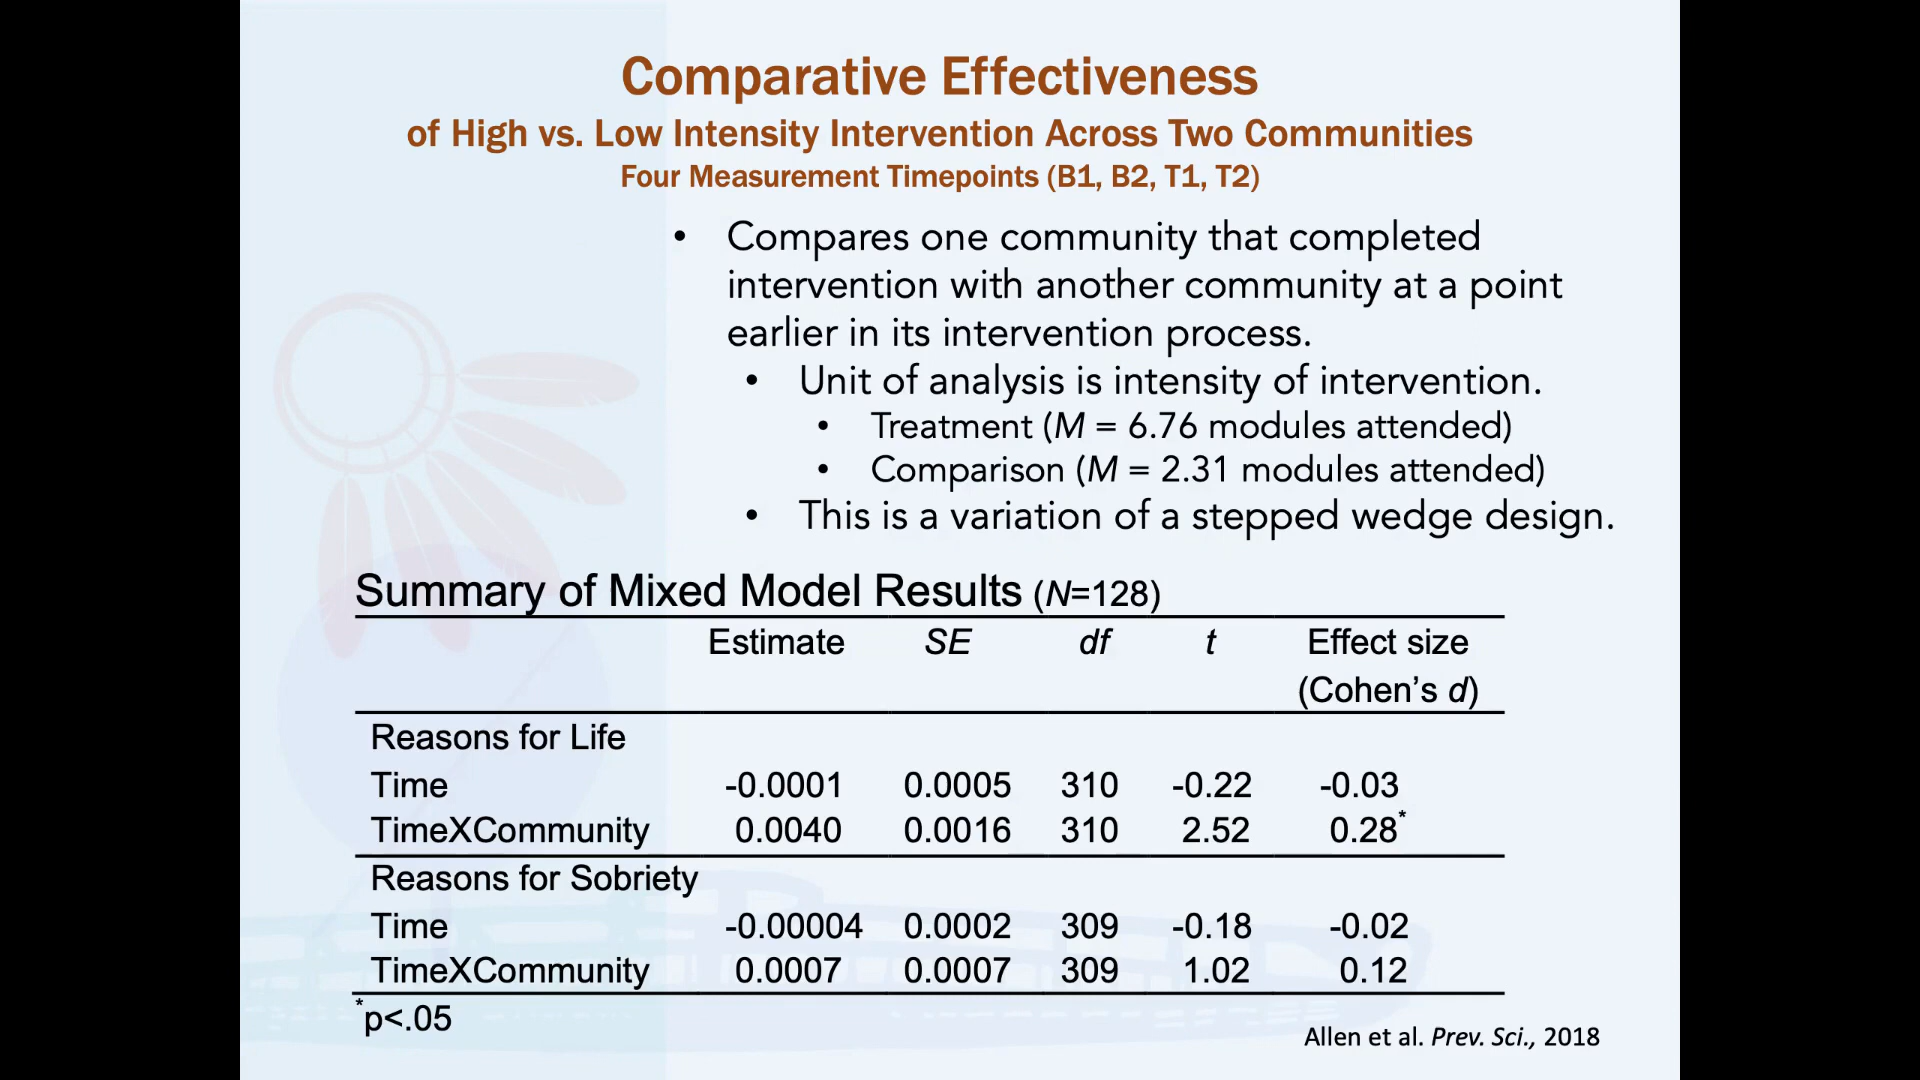 Comparative Effectiveness
of High vs. Low Intensity Intervention Across Two Communities
Four Measurement Timepoints (B1, B2, T1, T2)
• Compares one community that completed
intervention with another community at a point
earlier in its intervention process.
• Unit of analysis is intensity of intervention.
• Treatment (M = 6.76 modules attended)
• Comparison (M = 2.31 modules attended)
• This is a variation of a stepped wedge design.
Summary of Mixed Model Results (N=128)
Estimate SE df t Effect size
(Cohen’s d)
Reasons for Life
Time -0.0001 0.0005 310 -0.22 -0.03
TimeXCommunity 0.0040 0.0016 310 2.52 0.28*
Reasons for Sobriety
Time -0.00004 0.0002 309 -0.18 -0.02
TimeXCommunity 0.0007 0.0007 309 1.02 0.12
*p<.05
Allen et al. Prev. Sci., 2018